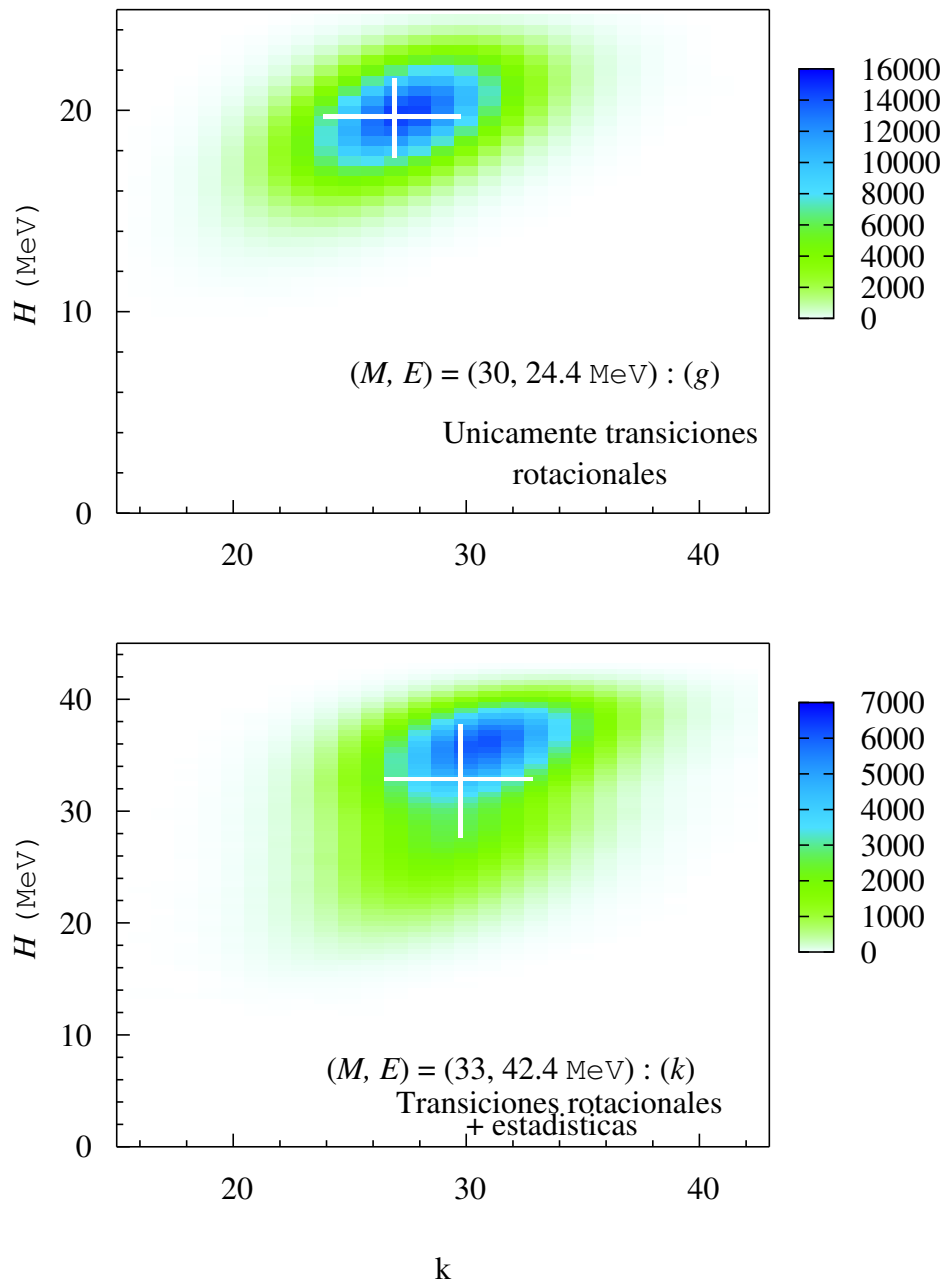 16000
14000
12000
10000
8000
6000
4000
2000
0
H (MeV)
20
10
0
(M, E) = (30, 24.4 MeV) : (g)
Unicamente transiciones
rotacionales
20 30 40
7000
6000
5000
4000
3000
2000
1000
0
H (MeV)
40
30
20
10
0
(M, E) = (33, 42.4 MeV) : (k)
Transiciones rotacionales
+ estadisticas
20 30 40
k